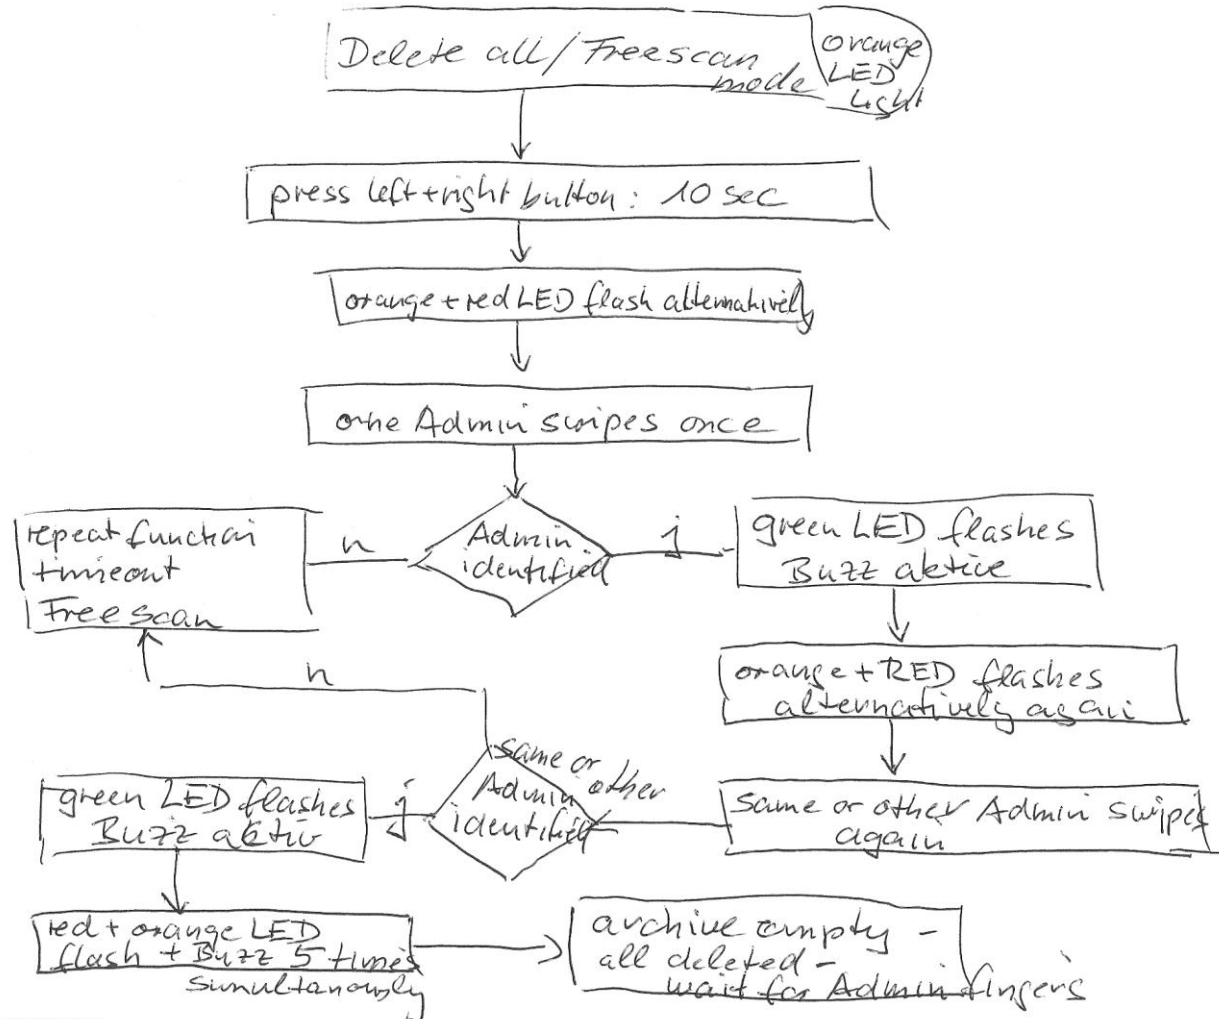 Delete all/Freescan
mode
orange
LED
light
press left+right button: 10 sec
orange+red LED flash alternatively
one Admin swipes once
Admin
identified
n
j
repeat function
timeout
Free scan
green LED flashes
Buzz aktive
orange+RED flashes
alternatively again
same or other Admin swipes
again
same or other
Admin
identified
n
j
green LED flashes
Buzz aktiv
red+orange LED
flash + Buzz 5 times
simultanously
archive empty -
all deleted -
wait for Admin fingers